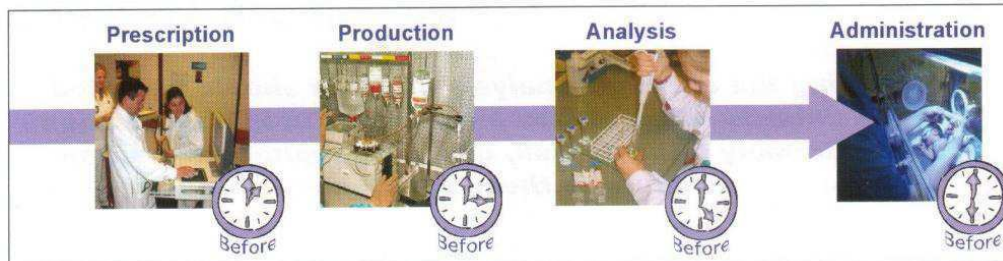 Prescription
Production
Analysis
Administration
Before
Before
Before
Before